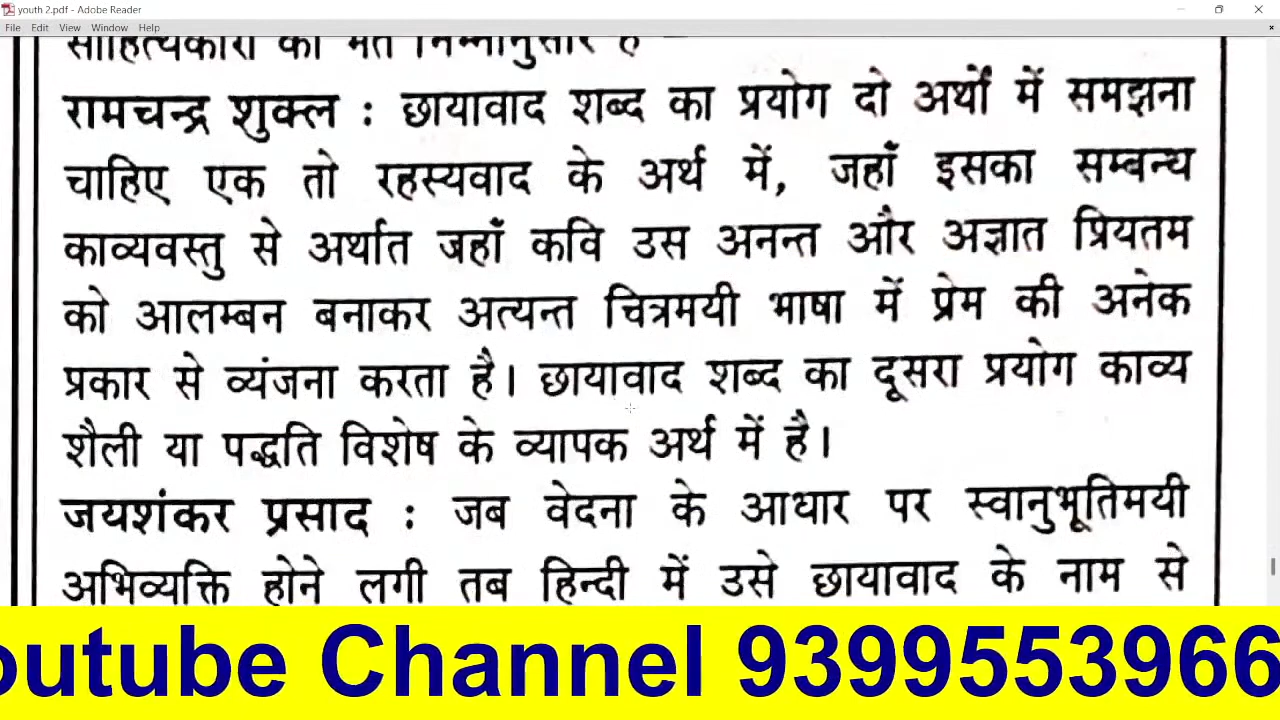 youth 2.pdf - Adobe Reader
File Edit View Window Help
साहित्यकारों का मत निम्नानुसार है
रामचन्द्र शुक्ल : छायावाद शब्द का प्रयोग दो अर्थों में समझना
चाहिए एक तो रहस्यवाद के अर्थ में, जहाँ इसका सम्बन्ध
काव्यवस्तु से अर्थात जहाँ कवि उस अनन्त और अज्ञात प्रियतम
को आलम्बन बनाकर अत्यन्त चित्रमयी भाषा में प्रेम की अनेक
प्रकार से व्यंजना करता है। छायावाद शब्द का दूसरा प्रयोग काव्य
शैली या पद्धति विशेष के व्यापक अर्थ में है।
जयशंकर प्रसाद : जब वेदना के आधार पर स्वानुभूतिमयी
अभिव्यक्ति होने लगी तब हिन्दी में उसे छायावाद के नाम से
outube Channel 9399553966